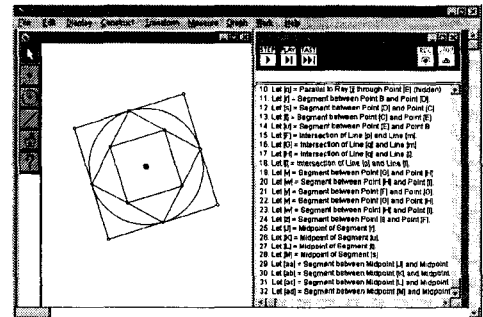 File Edit Display Construct Transform Measure Graph Work Help
STEP PLAY FAST
10. Let [q] = Parallel to Ray [j] through Point [E] (hidden)
11. Let [r] = Segment between Point B and Point [D].
12. Let [s] = Segment between Point [D] and Point [C]
13. Let [t] = Segment between Point [C] and Point [E]
14. Let [u] = Segment between Point [E] and Point B
15. Let [F] = Intersection of Line [p] and Line [m].
16. Let [G] = Intersection of Line [q] and Line [m]
17. Let [H] = Intersection of Line [q] and Line [l].
18. Let [I] = Intersection of Line [p] and Line [l].
19. Let = Segment between Point [G] and Point [H]
20. Let [w] = Segment between Point [H] and Point [I].
21. Let = Segment between Point [G] and Point [F]
22. Let = Segment between Point [G] and Point [H]
23. Let [w] = Segment between Point [H] and Point [I].
24. Let [z] = Segment between Point [I] and Point [F].
25. Let [J] = Midpoint of Segment [r].
26. Let [K] = Midpoint of Segment [u].
27. Let [L] = Midpoint of Segment [t].
28. Let [M] = Midpoint of Segment [s]
29. Let [aa] = Segment between Midpoint [J] and Midpoint
30. Let [ab] = Segment between Midpoint [K] and Midpoint
31. Let [ac] = Segment between Midpoint [L] and Midpoint
32. Let [ad] = Segment between Midpoint [M] and Midpoint